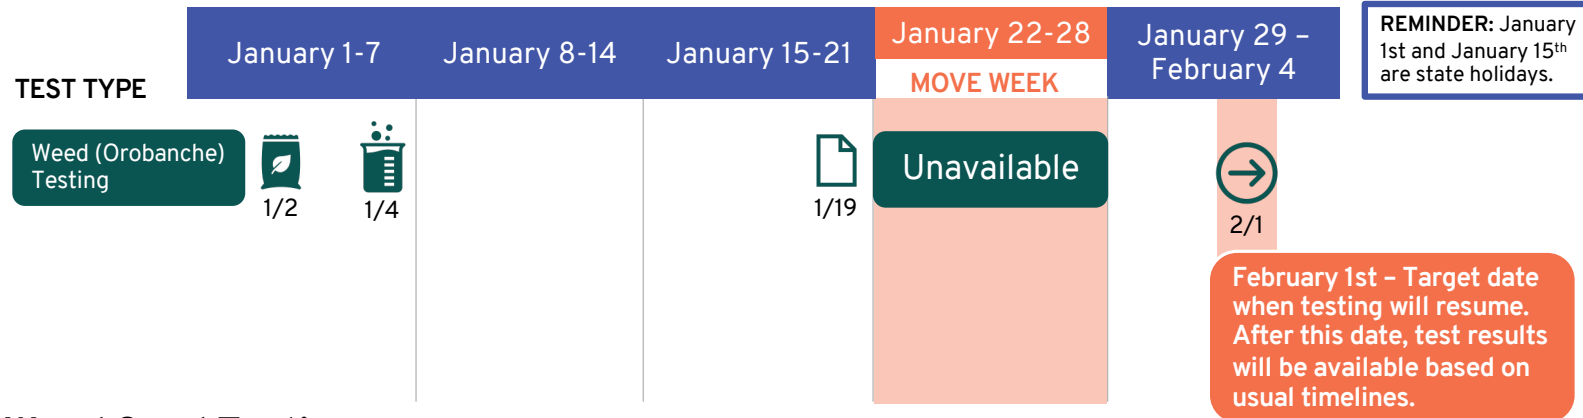 January 1-7
January 8-14
January 15-21
January 22-28
MOVE WEEK
January 29 –
February 4
REMINDER: January
1st and January 15th
are state holidays.
TEST TYPE
Weed (Orobanche)
Testing
1/2
1/4
1/19
Unavailable
2/1
February 1st – Target date
when testing will resume.
After this date, test results
will be available based on
usual timelines.